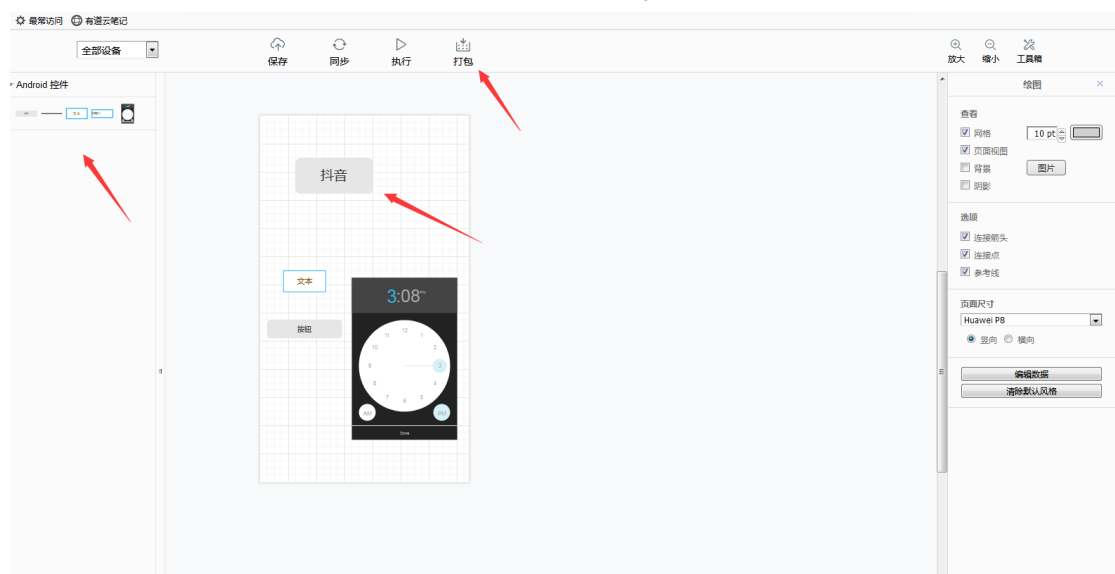 最常访问 有道云笔记
全部设备
保存 同步 执行 打包
放大 缩小 工具箱
Android 控件
绘图 ×
查看
网格 10 pt
页面视图
背景 图片
阴影
选项
连接箭头
连接点
参考线
页面尺寸
Huawei P8
竖向 横向
编辑数据
清除默认风格
抖音
文本
按钮
3:08 PM
12
11 1
10 2
9 3
8 4
7 5
6
AM PM
Done